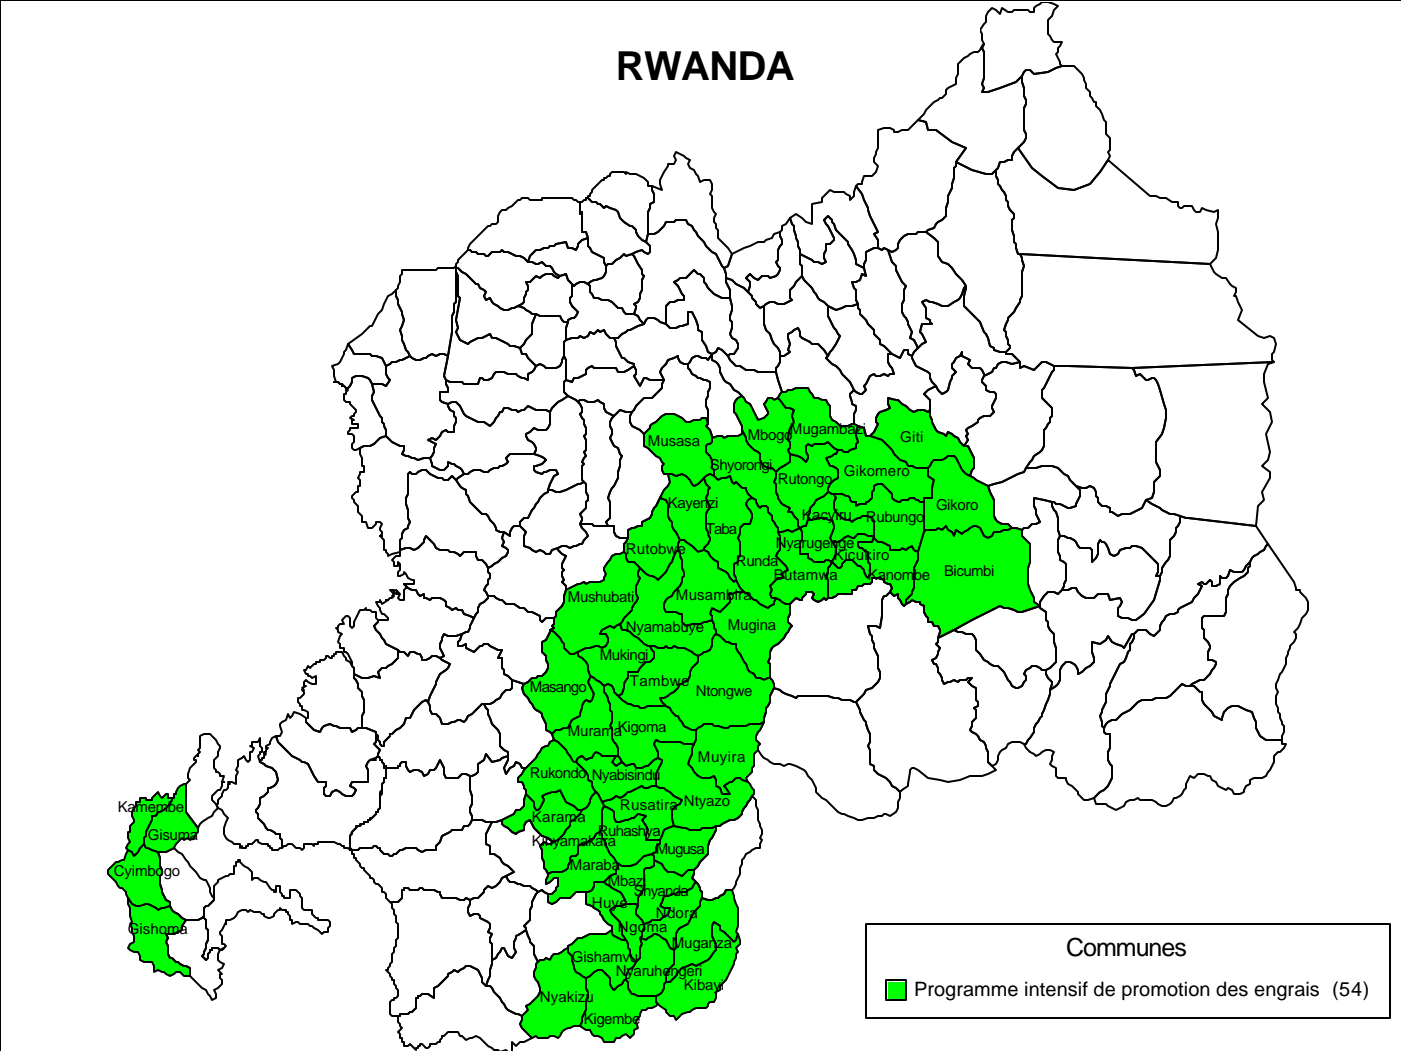 RWANDA
Musasa
Mbogo
Mugambazi
Giti
Shyorongi
Rutongo
Gikomero
Kayenzi
Taba
Kacyiru
Rubungo
Gikoro
Rutobwe
Runda
Nyarugenge
Kicukiro
Butamwa
Kanombe
Bicumbi
Mushubati
Musambira
Nyamabuye
Mugina
Mukingi
Masango
Tambwe
Ntongwe
Murama
Kigoma
Muyira
Rukondo
Nyabisindu
Kamembe
Gisuma
Karama
Rusatira
Ntyazo
Kinyamakara
Ruhashya
Mugusa
Cyimbogo
Maraba
Mbazi
Shyanda
Huye
Ndora
Gishoma
Ngoma
Muganza
Gishamvu
Nyaruhengeri
Kibayi
Nyakizu
Kigembe
Communes
Programme intensif de promotion des engrais (54)